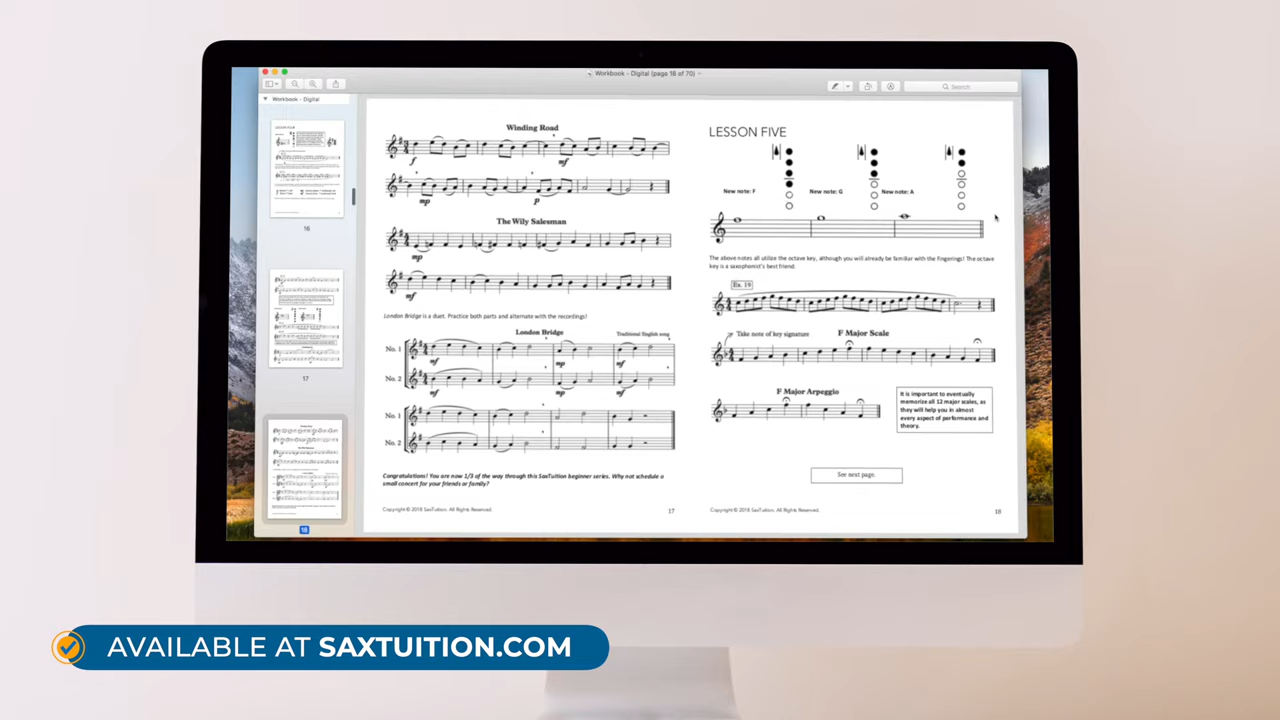 Workbook - Digital (page 18 of 70)
Search
Workbook - Digital
LESSON FIVE
16
17
18
Winding Road
f
mf
mp
p
The Wily Salesman
mp
mf
London Bridge is a duet. Practice both parts and alternate with the recordings!
London Bridge
Traditional English song
No. 1
mf
mp
mf
No. 2
mf
mp
mf
No. 1
No. 2
Congratulations! You are now 1/3 of the way through this SaxTuition beginner series. Why not schedule a
small concert for your friends or family?
Copyright © 2018 SaxTuition. All Rights Reserved.
17
LESSON FIVE
New note: F
New note: G
New note: A
The above notes all utilize the octave key, although you will already be familiar with the fingerings! The octave
key is a saxophonist's best friend.
Ex. 19
Take note of key signature
F Major Scale
F Major Arpeggio
It is important to eventually
memorize all 12 major scales, as
they will help you in almost
every aspect of performance and
theory.
See next page.
Copyright © 2018 SaxTuition. All Rights Reserved.
18
AVAILABLE AT SAXTUITION.COM